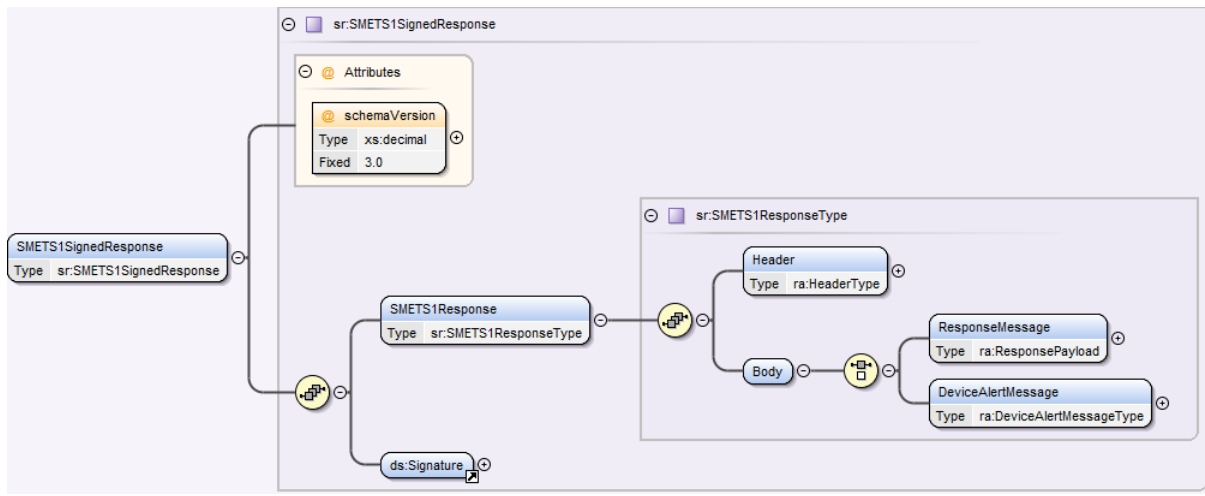 sr:SMETS1SignedResponse
@ Attributes
@ schemaVersion
Type xs:decimal
Fixed 3.0
SMETS1SignedResponse
Type sr:SMETS1SignedResponse
sr:SMETS1ResponseType
Header
Type ra:HeaderType
SMETS1Response
Type sr:SMETS1ResponseType
ResponseMessage
Type ra:ResponsePayload
Body
DeviceAlertMessage
Type ra:DeviceAlertMessageType
ds:Signature